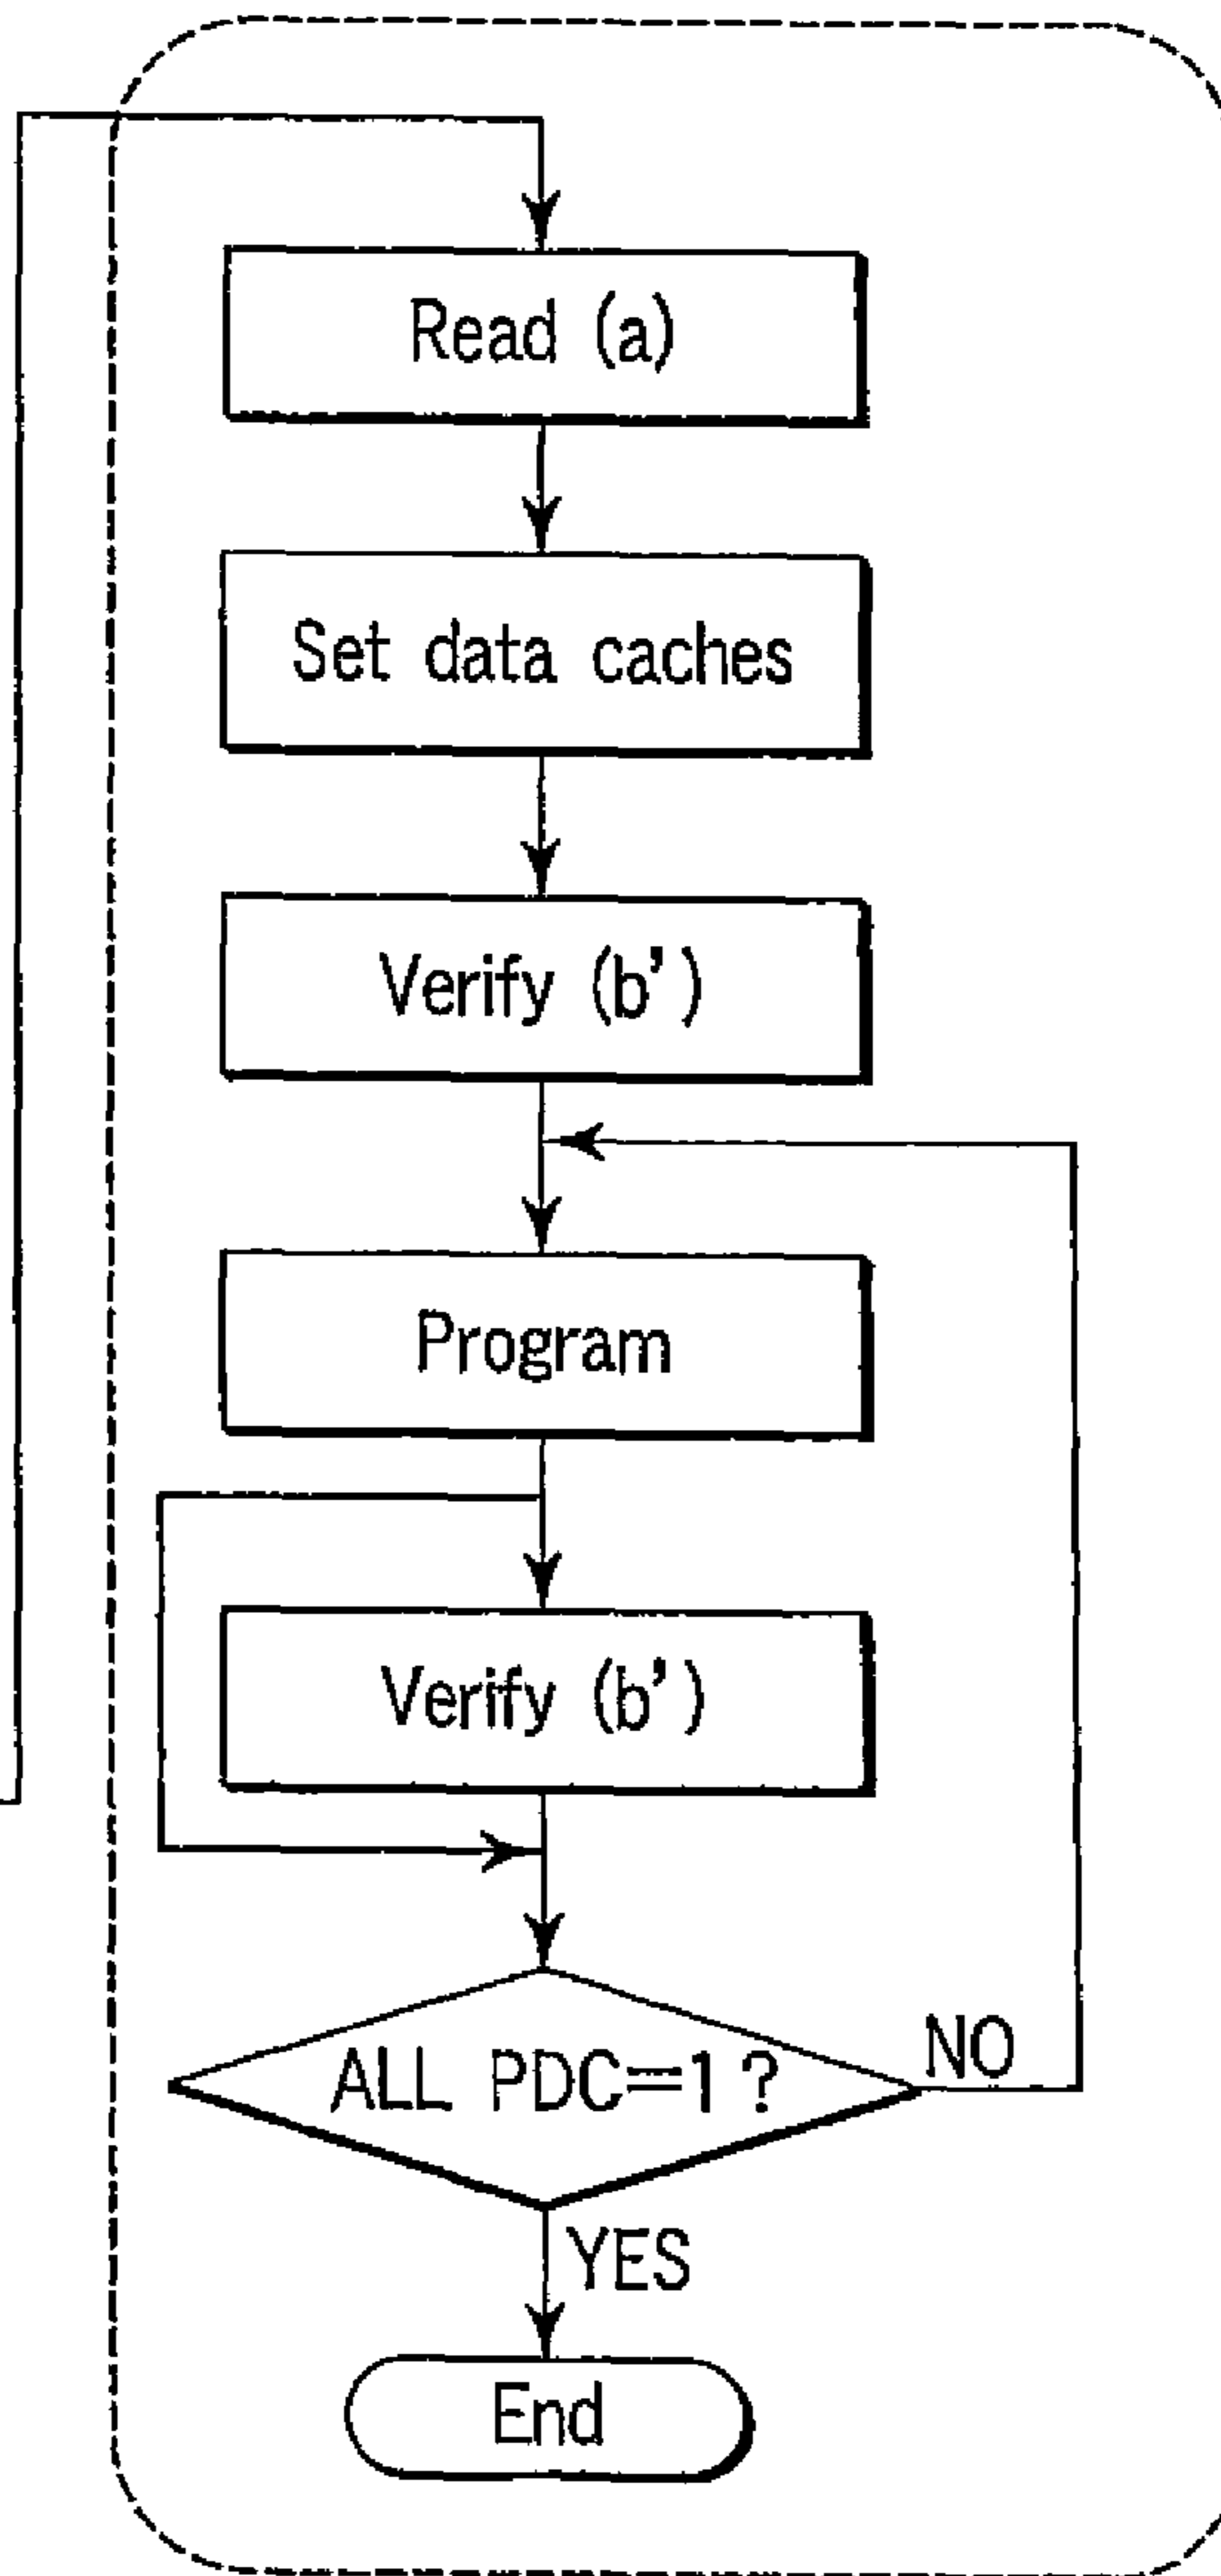 Read (a)
Set data caches
Verify (b')
Program
Verify (b')
ALL PDC=1 ?
NO
YES
End